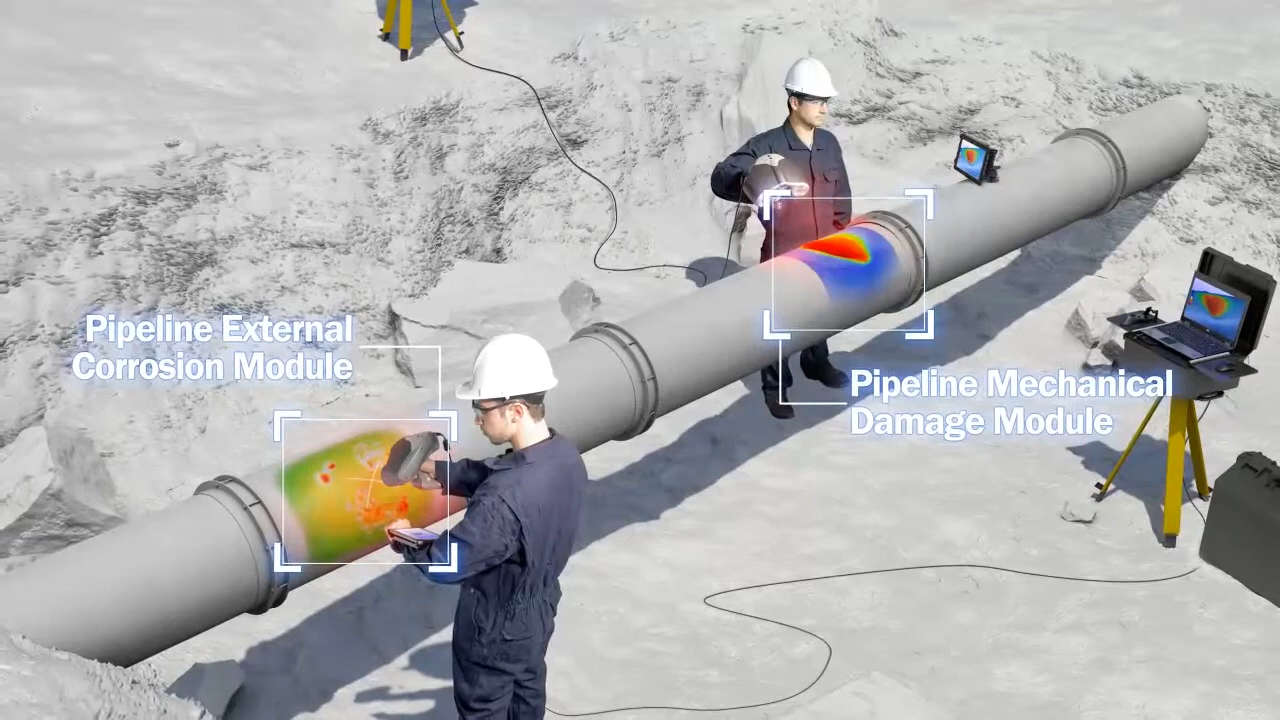 Pipeline External
Corrosion Module
Pipeline Mechanical
Damage Module